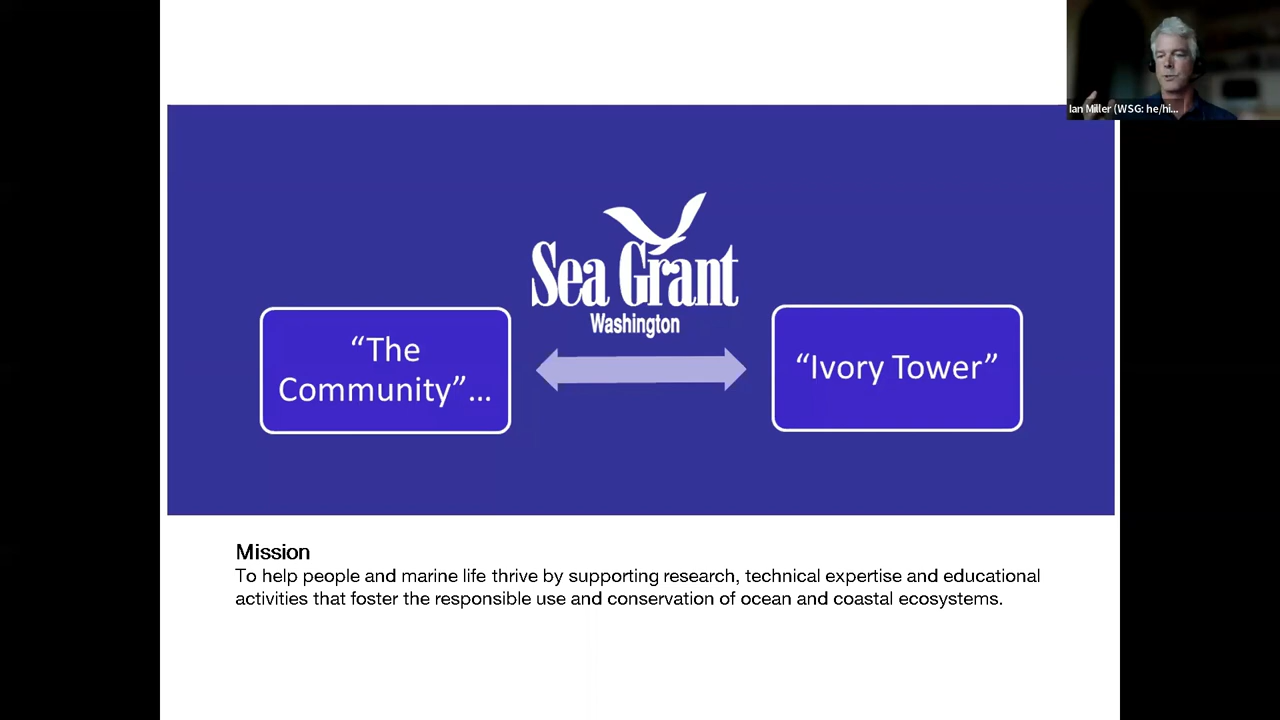 Ian Miller (WSG: he/hi...
Sea Grant
Washington
“The
Community”...
“Ivory Tower”
Mission
To help people and marine life thrive by supporting research, technical expertise and educational
activities that foster the responsible use and conservation of ocean and coastal ecosystems.